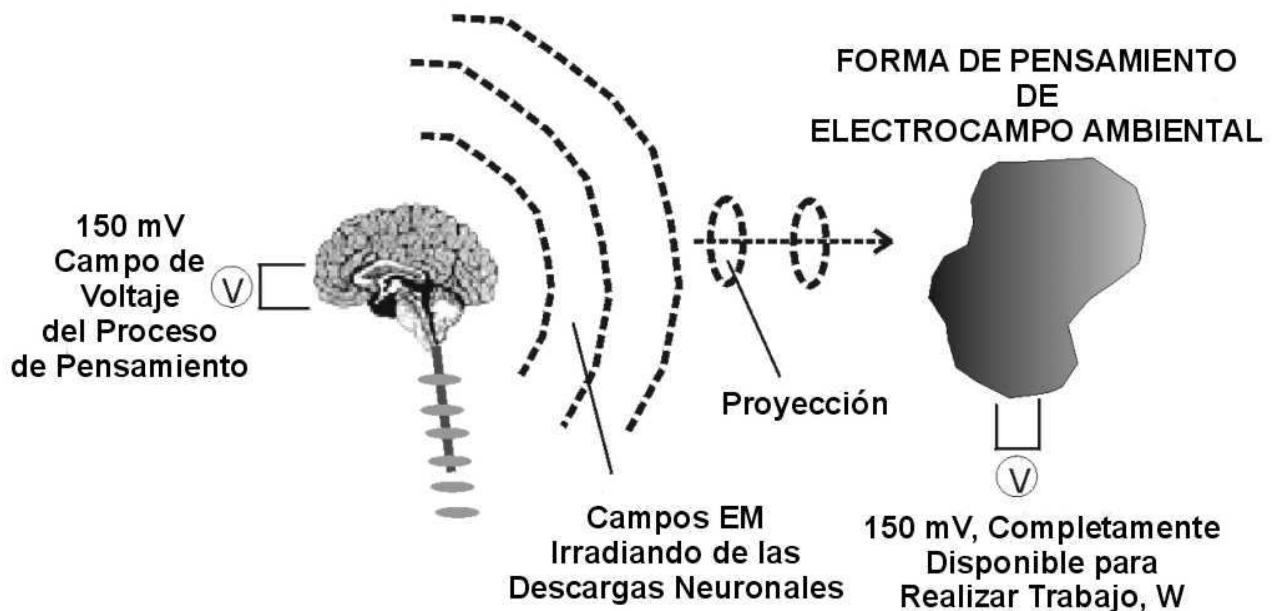 FORMA DE PENSAMIENTO
DE
ELECTROCAMPO AMBIENTAL
150 mV
Campo de
Voltaje
del Proceso
de Pensamiento
V
Proyección
Campos EM
Irradiando de las
Descargas Neuronales
V
150 mV, Completamente
Disponible para
Realizar Trabajo, W